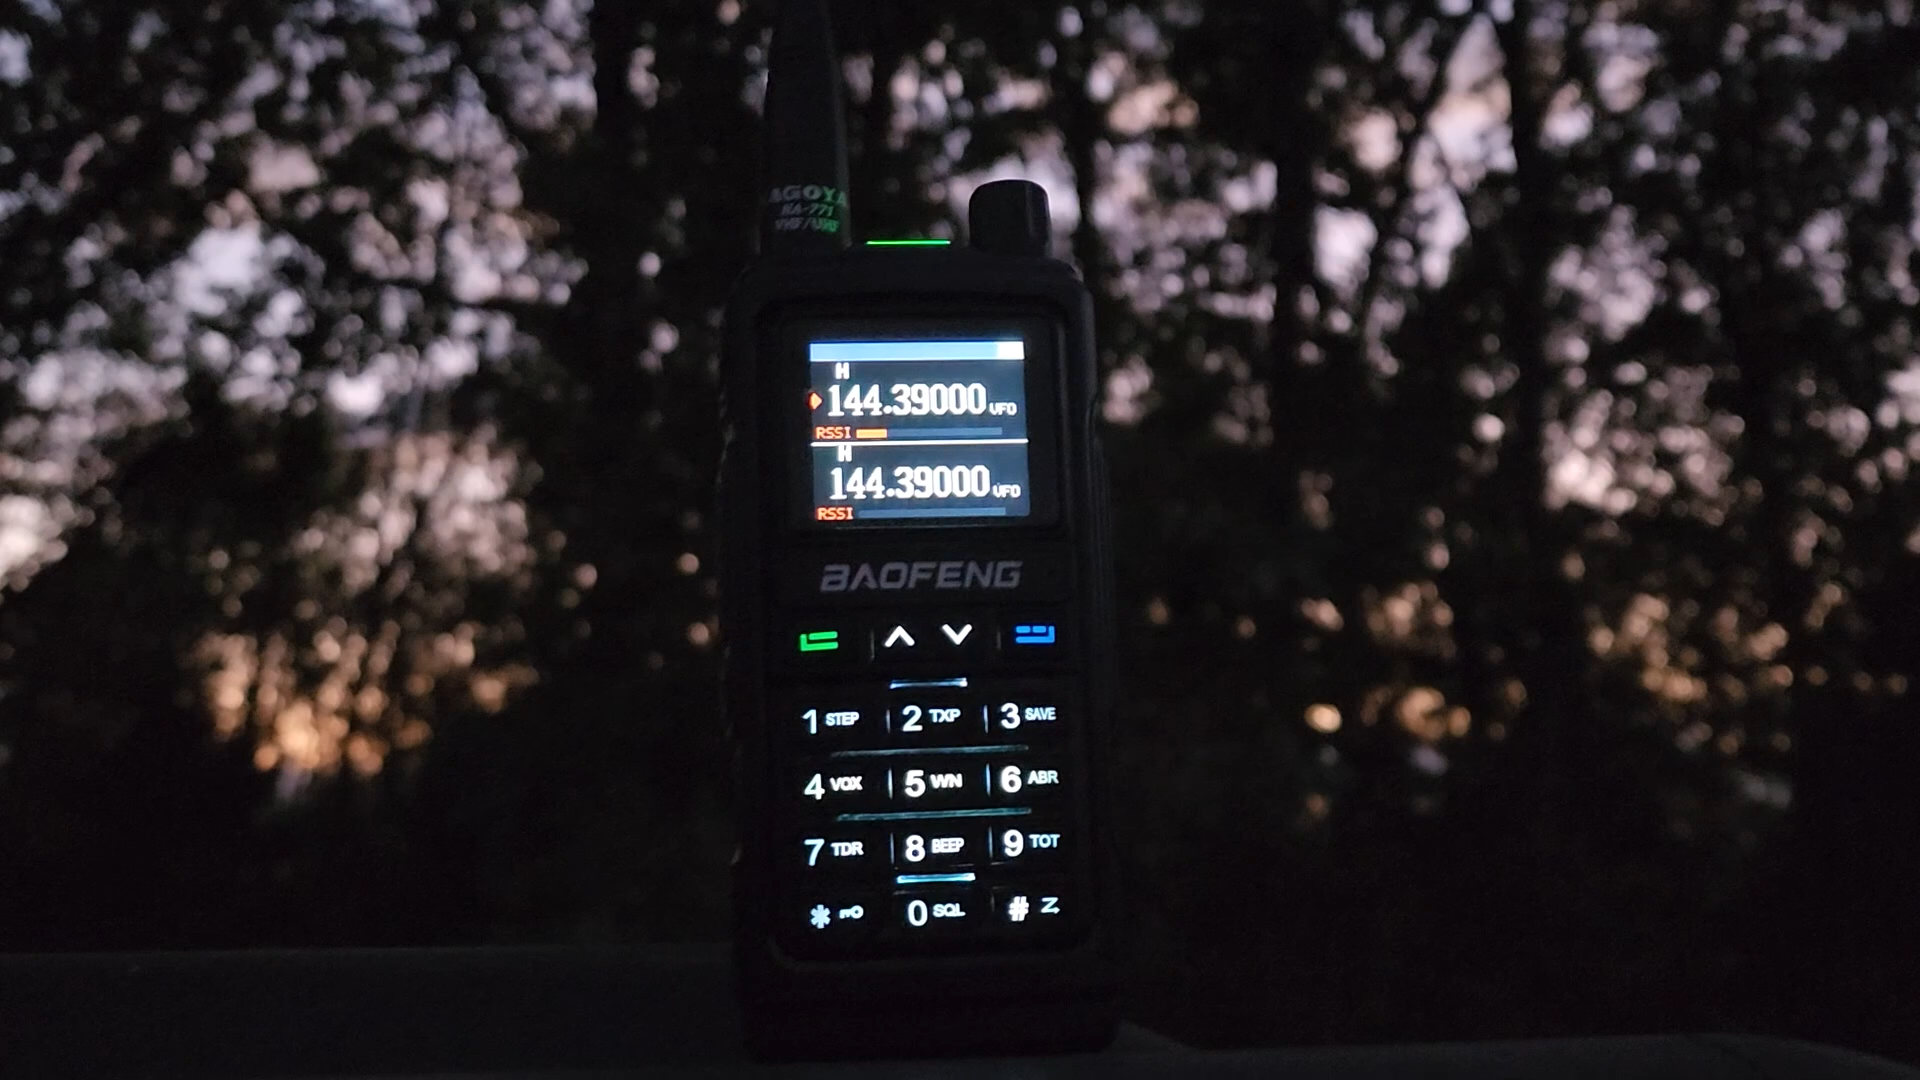 AGOYA
NA-771
VHF/UHF
H
144.39000 VFO
RSSI
H
144.39000 VFO
RSSI
BAOFENG
1 STEP 2 TXP 3 SAVE
4 VOX 5 WN 6 ABR
7 TDR 8 BEEP 9 TOT
* 0 SQL #